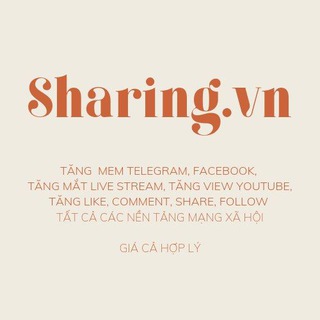 Sharing.vn
TĂNG MEM TELEGRAM, FACEBOOK,
TĂNG MẮT LIVE STREAM, TĂNG VIEW YOUTUBE,
TĂNG LIKE, COMMENT, SHARE, FOLLOW
TẤT CẢ CÁC NỀN TẢNG MẠNG XÃ HỘI
GIÁ CẢ HỢP LÝ